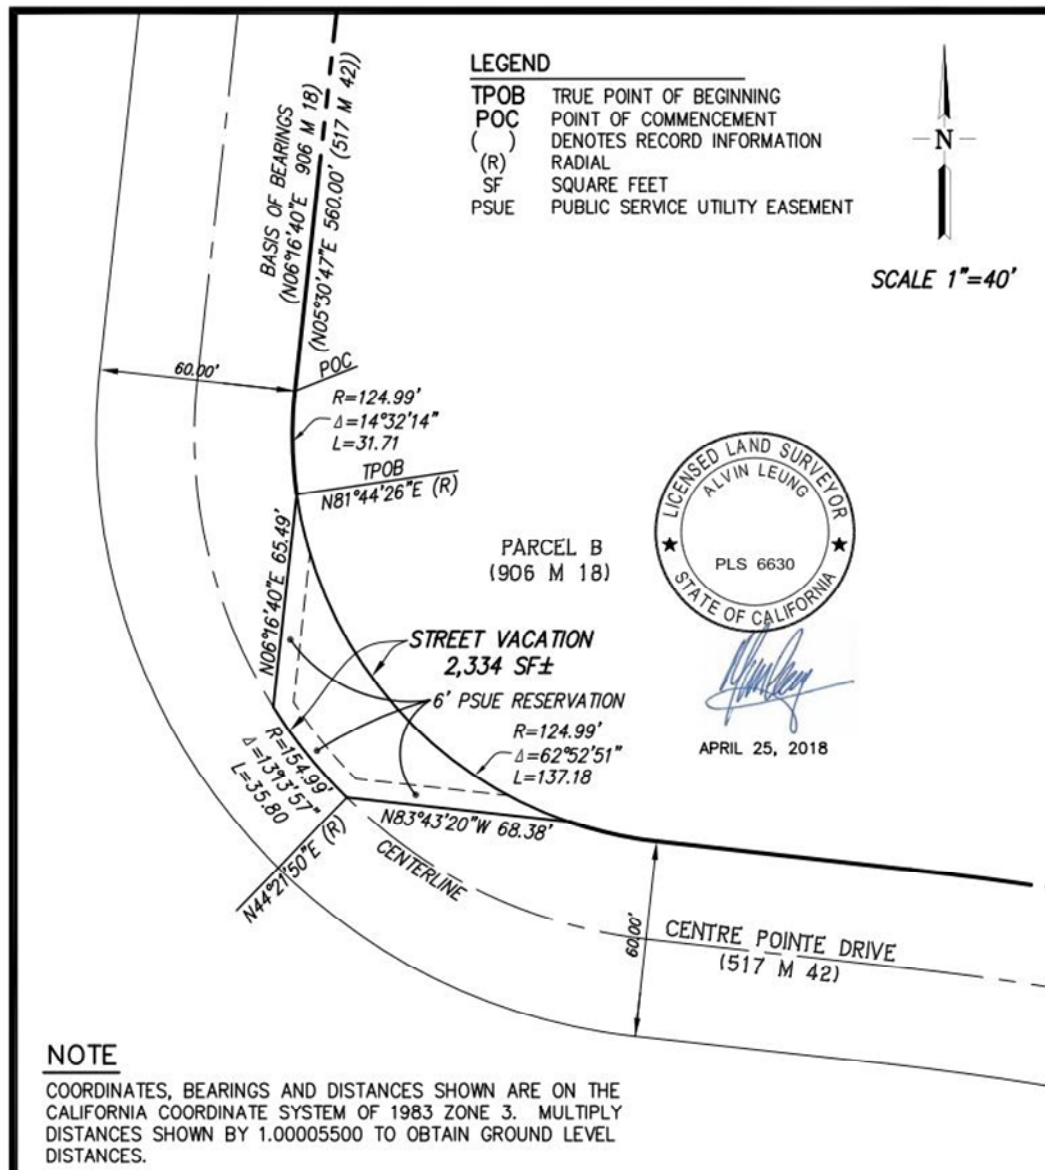 LEGEND
TPOB TRUE POINT OF BEGINNING
POC POINT OF COMMENCEMENT
( ) DENOTES RECORD INFORMATION
(R) RADIAL
SF SQUARE FEET
PSUE PUBLIC SERVICE UTILITY EASEMENT
N
SCALE 1"=40'
BASIS OF BEARINGS
(N06°16'40"E 906 M 18)
(N05°30'47"E 560.00' (517 M 42))
60.00'
POC
R=124.99'
Δ=14°32'14"
L=31.71
TPOB
N81°44'26"E (R)
LICENSED LAND SURVEYOR
ALVIN LEUNG
PLS 6630
STATE OF CALIFORNIA
APRIL 25, 2018
PARCEL B
(906 M 18)
N06°16'40"E 65.49'
STREET VACATION
2,334 SF±
6' PSUE RESERVATION
R=124.99'
Δ=62°52'51"
L=137.18
R=154.99'
Δ=13°13'57"
L=35.80
N83°43'20"W 68.38'
N44°21'50"E (R)
CENTERLINE
60.00'
CENTRE POINTE DRIVE
(517 M 42)
NOTE
COORDINATES, BEARINGS AND DISTANCES SHOWN ARE ON THE
CALIFORNIA COORDINATE SYSTEM OF 1983 ZONE 3. MULTIPLY
DISTANCES SHOWN BY 1.00005500 TO OBTAIN GROUND LEVEL
DISTANCES.